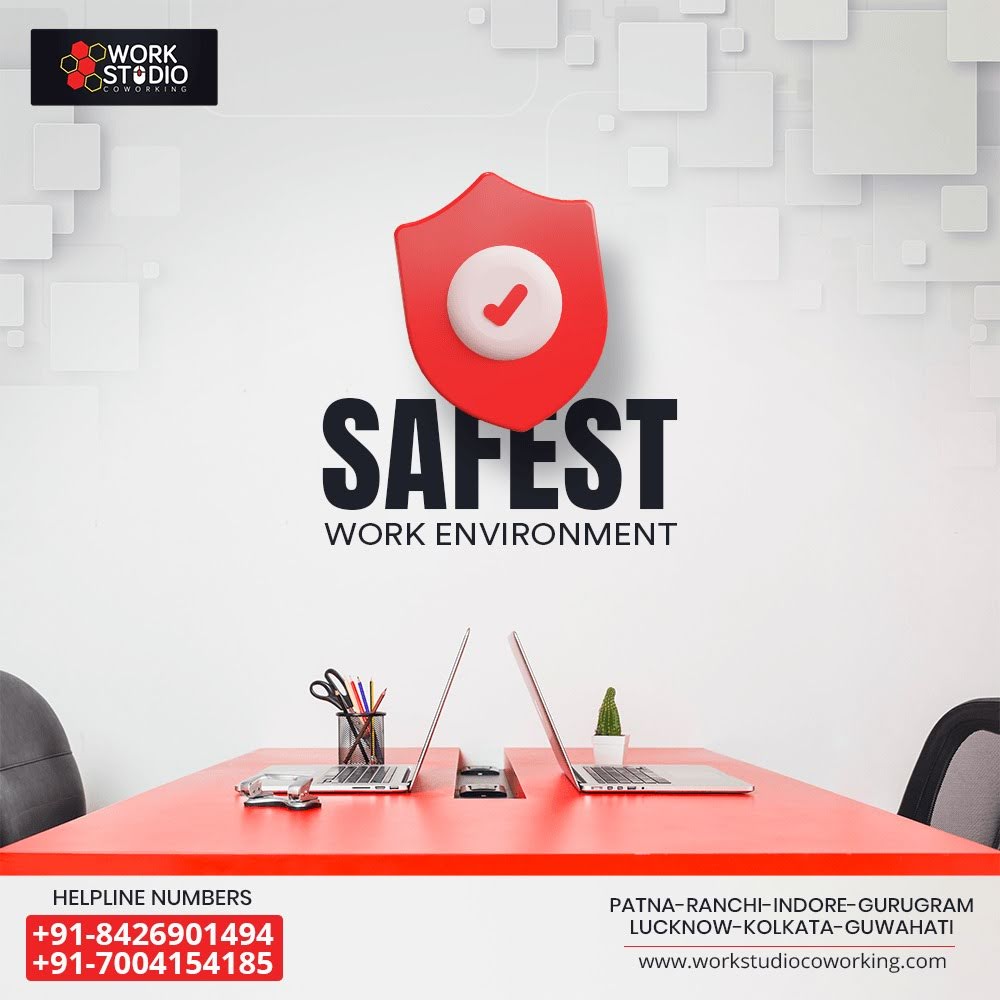 WORK
STUDIO
COWORKING
SAFEST
WORK ENVIRONMENT
HELPLINE NUMBERS
+91-8426901494
+91-7004154185
PATNA-RANCHI-INDORE-GURUGRAM
LUCKNOW-KOLKATA-GUWAHATI
www.workstudiocoworking.com